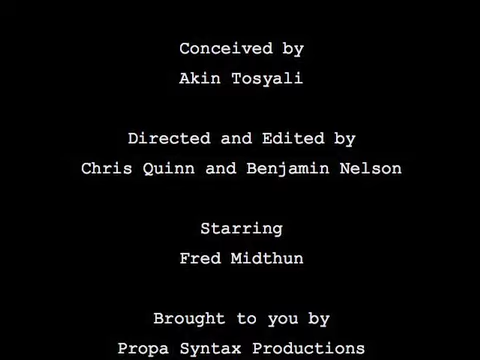 Conceived by
Akin Tosyali
Directed and Edited by
Chris Quinn and Benjamin Nelson
Starring
Fred Midthun
Brought to you by
Propa Syntax Productions